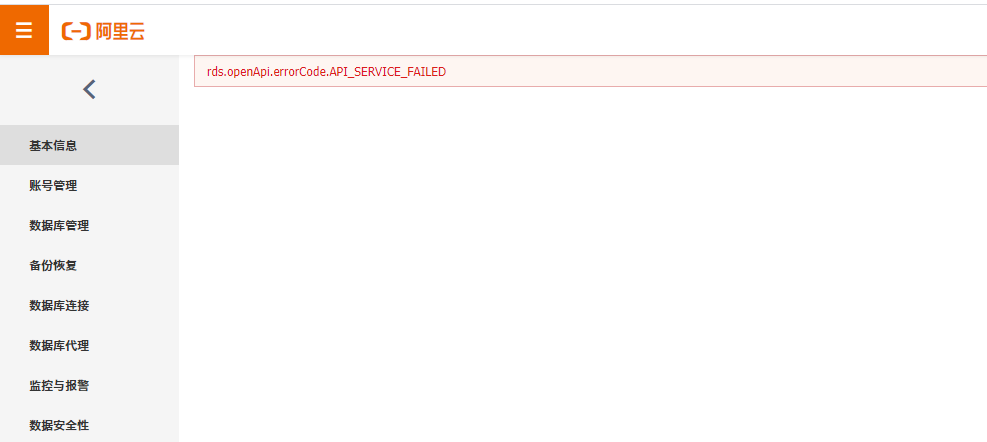 阿里云
rds.openApi.errorCode.API_SERVICE_FAILED
基本信息
账号管理
数据库管理
备份恢复
数据库连接
数据库代理
监控与报警
数据安全性